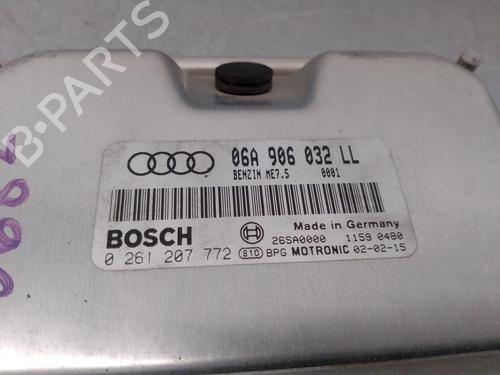 B-PARTS
06A 906 032 LL
BENZIN ME7.5 0001
Made in Germany
BOSCH 26SA0000 1159 0480
0 261 207 772 810 BPG MOTRONIC 02-02-15